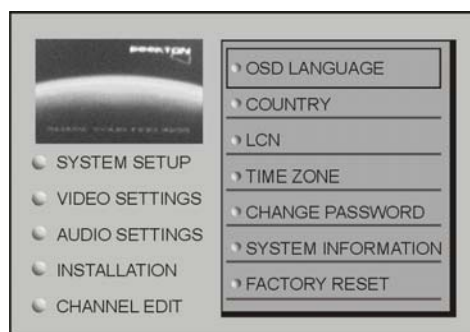 SYSTEM SETUP
VIDEO SETTINGS
AUDIO SETTINGS
INSTALLATION
CHANNEL EDIT
OSD LANGUAGE
COUNTRY
LCN
TIME ZONE
CHANGE PASSWORD
SYSTEM INFORMATION
FACTORY RESET